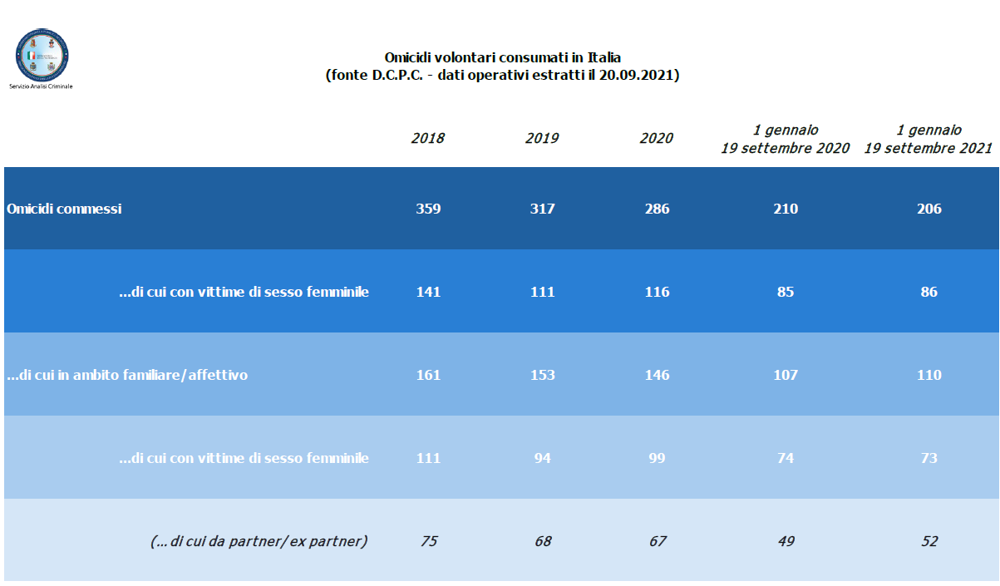 Servizio Analisi Criminale
Omicidi volontari consumati in Italia
(fonte D.C.P.C. - dati operativi estratti il 20.09.2021)
2018 2019 2020 1 gennaio 19 settembre 2020 1 gennaio 19 settembre 2021
Omicidi commessi 359 317 286 210 206
...di cui con vittime di sesso femminile 141 111 116 85 86
...di cui in ambito familiare/affettivo 161 153 146 107 110
...di cui con vittime di sesso femminile 111 94 99 74 73
(...di cui da partner/ex partner) 75 68 67 49 52